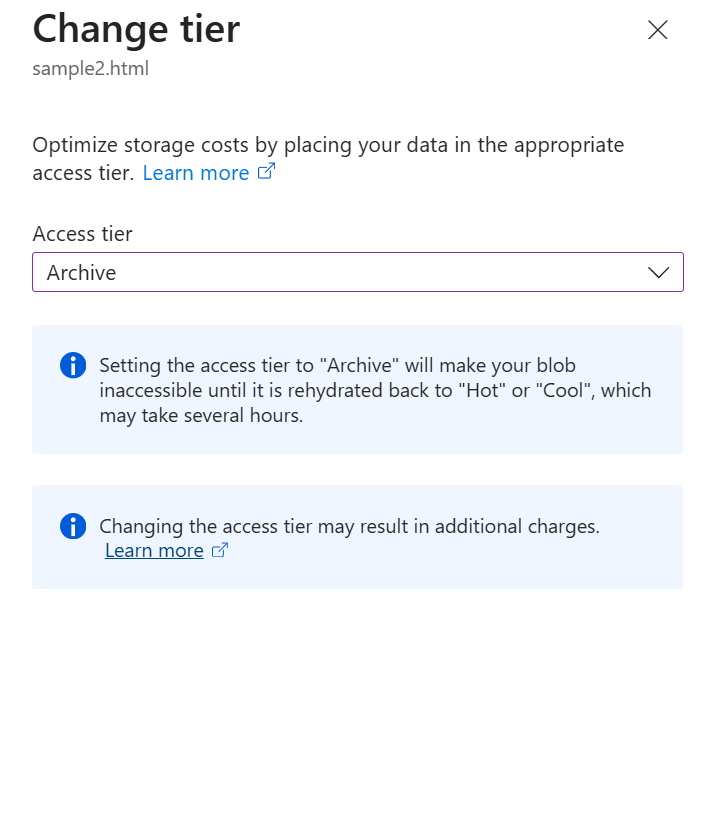 Change tier
sample2.html
Optimize storage costs by placing your data in the appropriate
access tier. Learn more
Access tier
Archive
Setting the access tier to "Archive" will make your blob
inaccessible until it is rehydrated back to "Hot" or "Cool", which
may take several hours.
Changing the access tier may result in additional charges.
Learn more